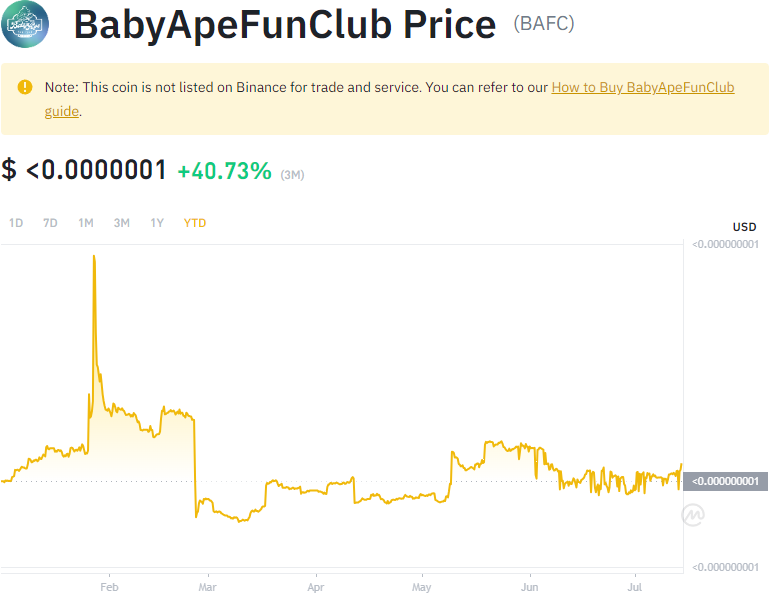 BabyApeFunClub Price (BAFC)
Note: This coin is not listed on Binance for trade and service. You can refer to our How to Buy BabyApeFunClub
guide.
$ <0.0000001 +40.73% (3M)
1D 7D 1M 3M 1Y YTD
USD
<0.000000001
<0.000000001
<0.000000001
Feb Mar Apr May Jun Jul